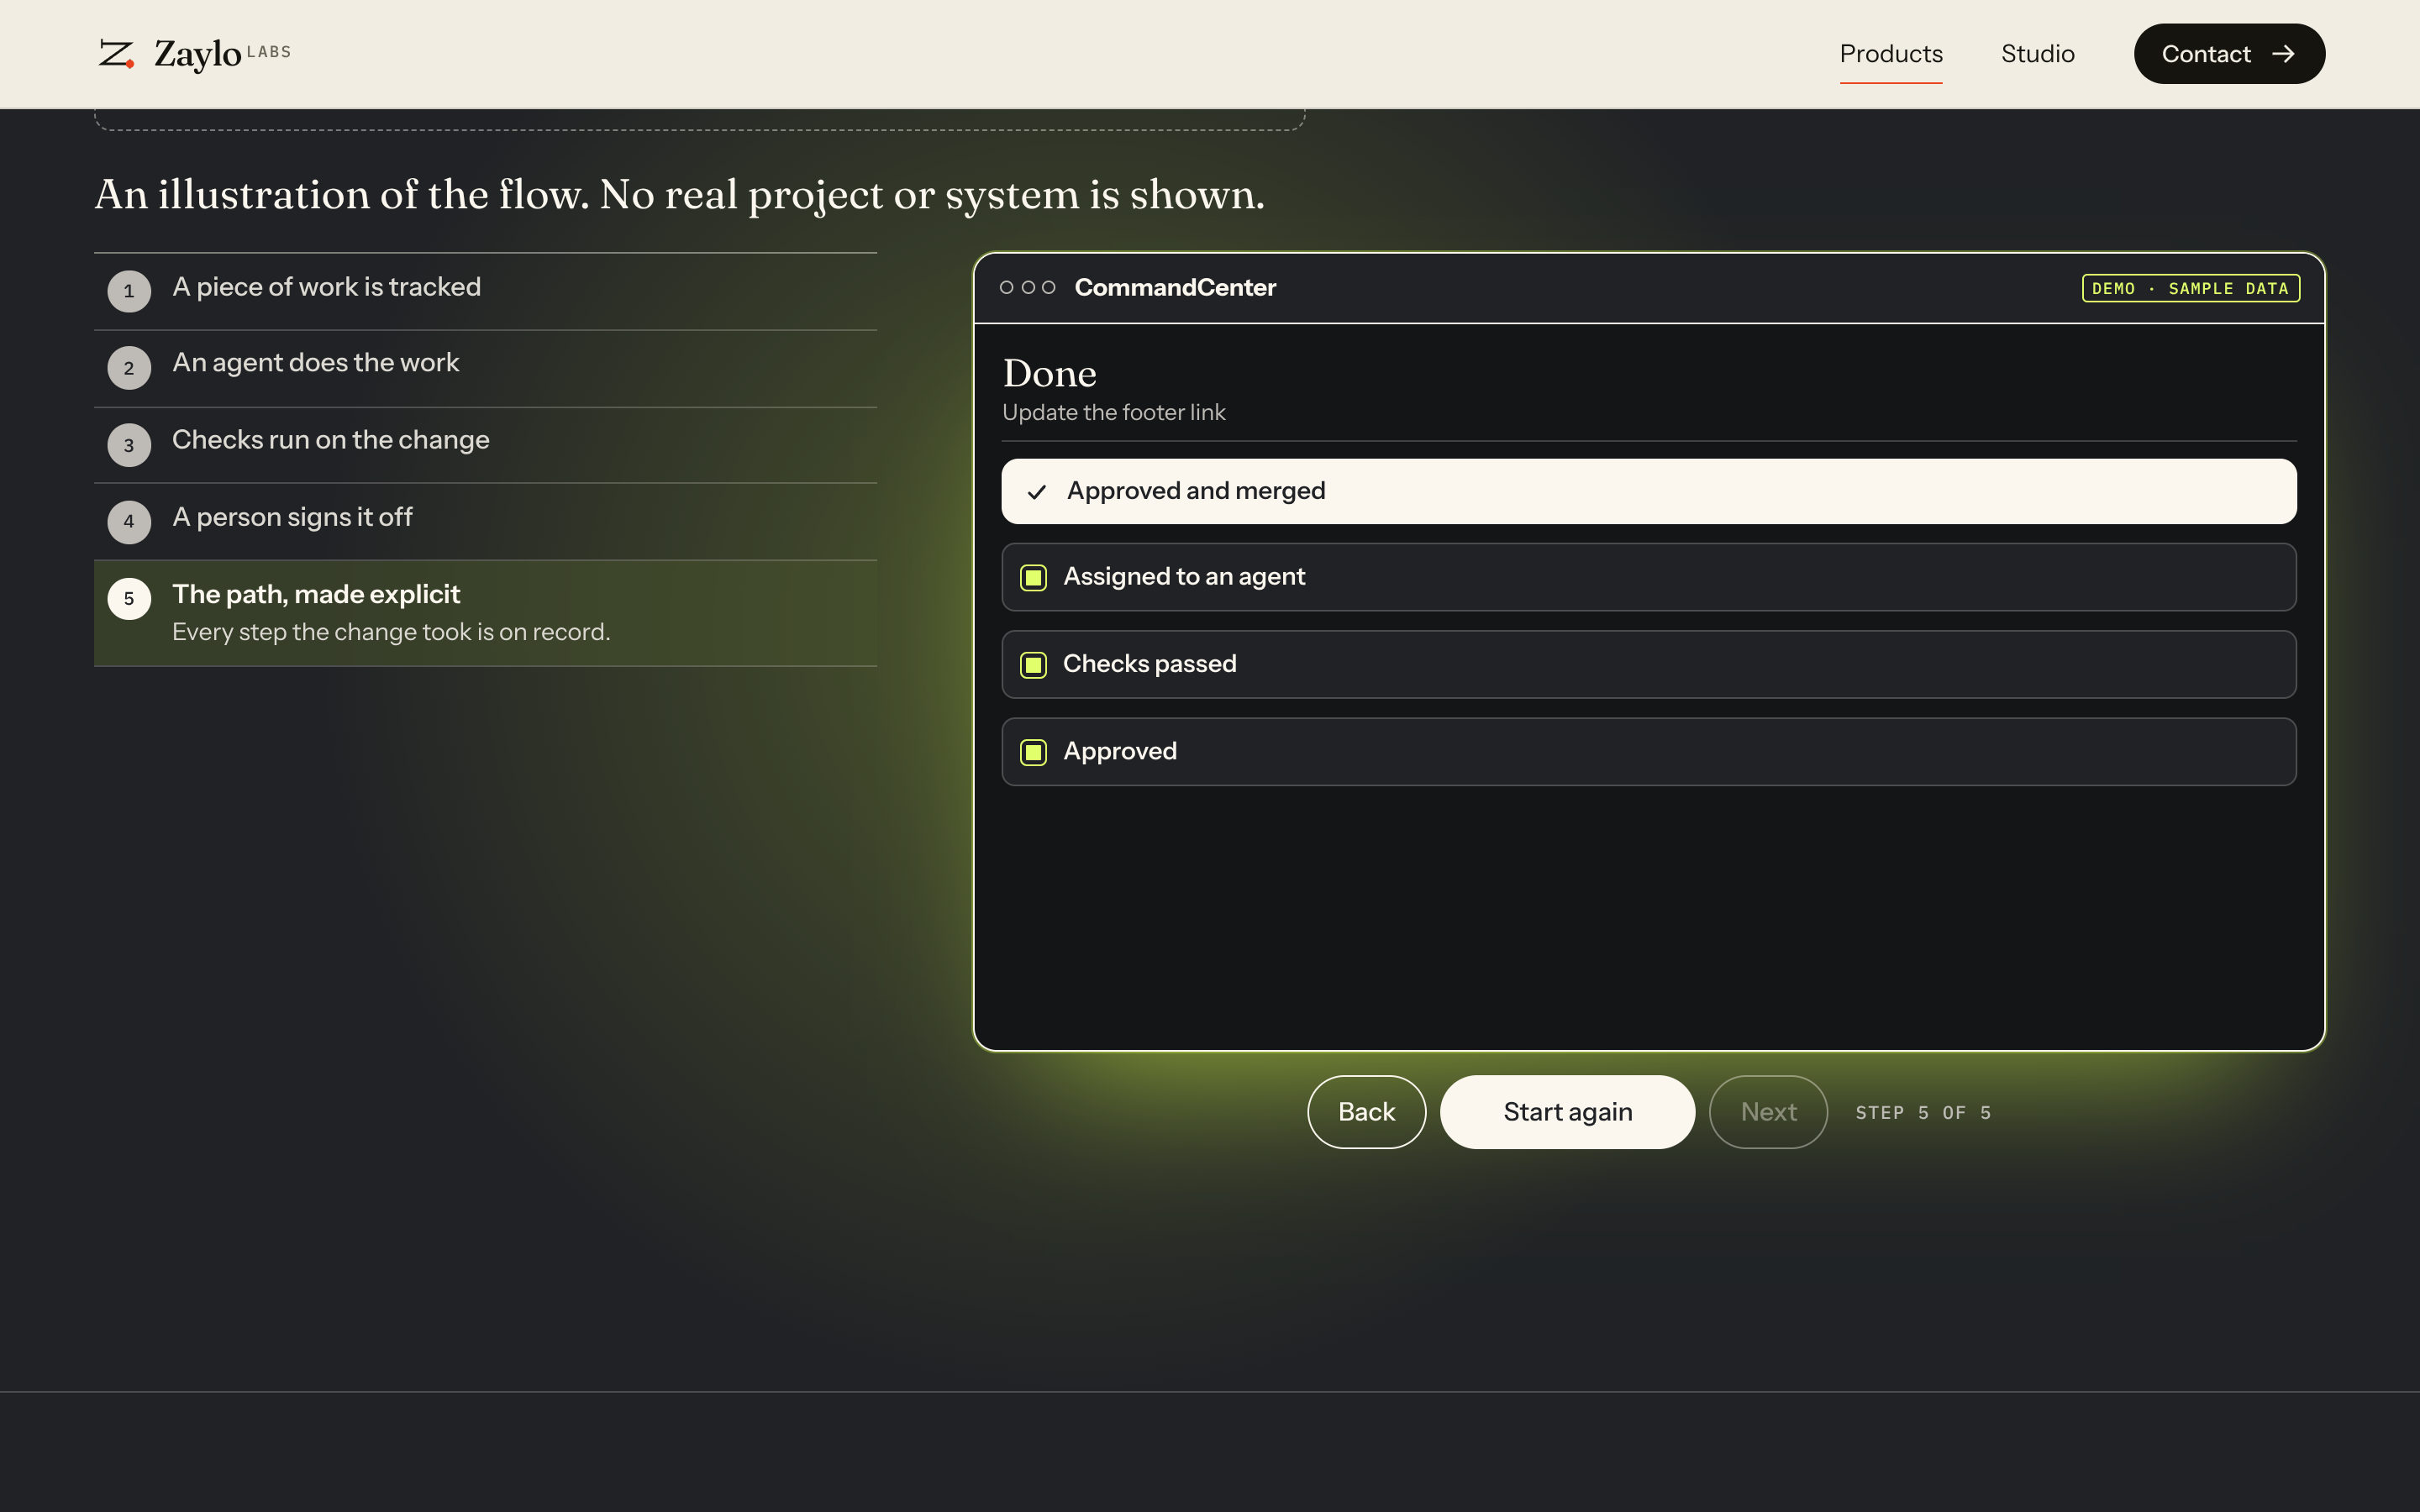 Zaylo LABS
Products
Studio
Contact
An illustration of the flow. No real project or system is shown.
1 A piece of work is tracked
2 An agent does the work
3 Checks run on the change
4 A person signs it off
5 The path, made explicit
Every step the change took is on record.
CommandCenter
DEMO · SAMPLE DATA
Done
Update the footer link
Approved and merged
Assigned to an agent
Checks passed
Approved
Back
Start again
Next
STEP 5 OF 5